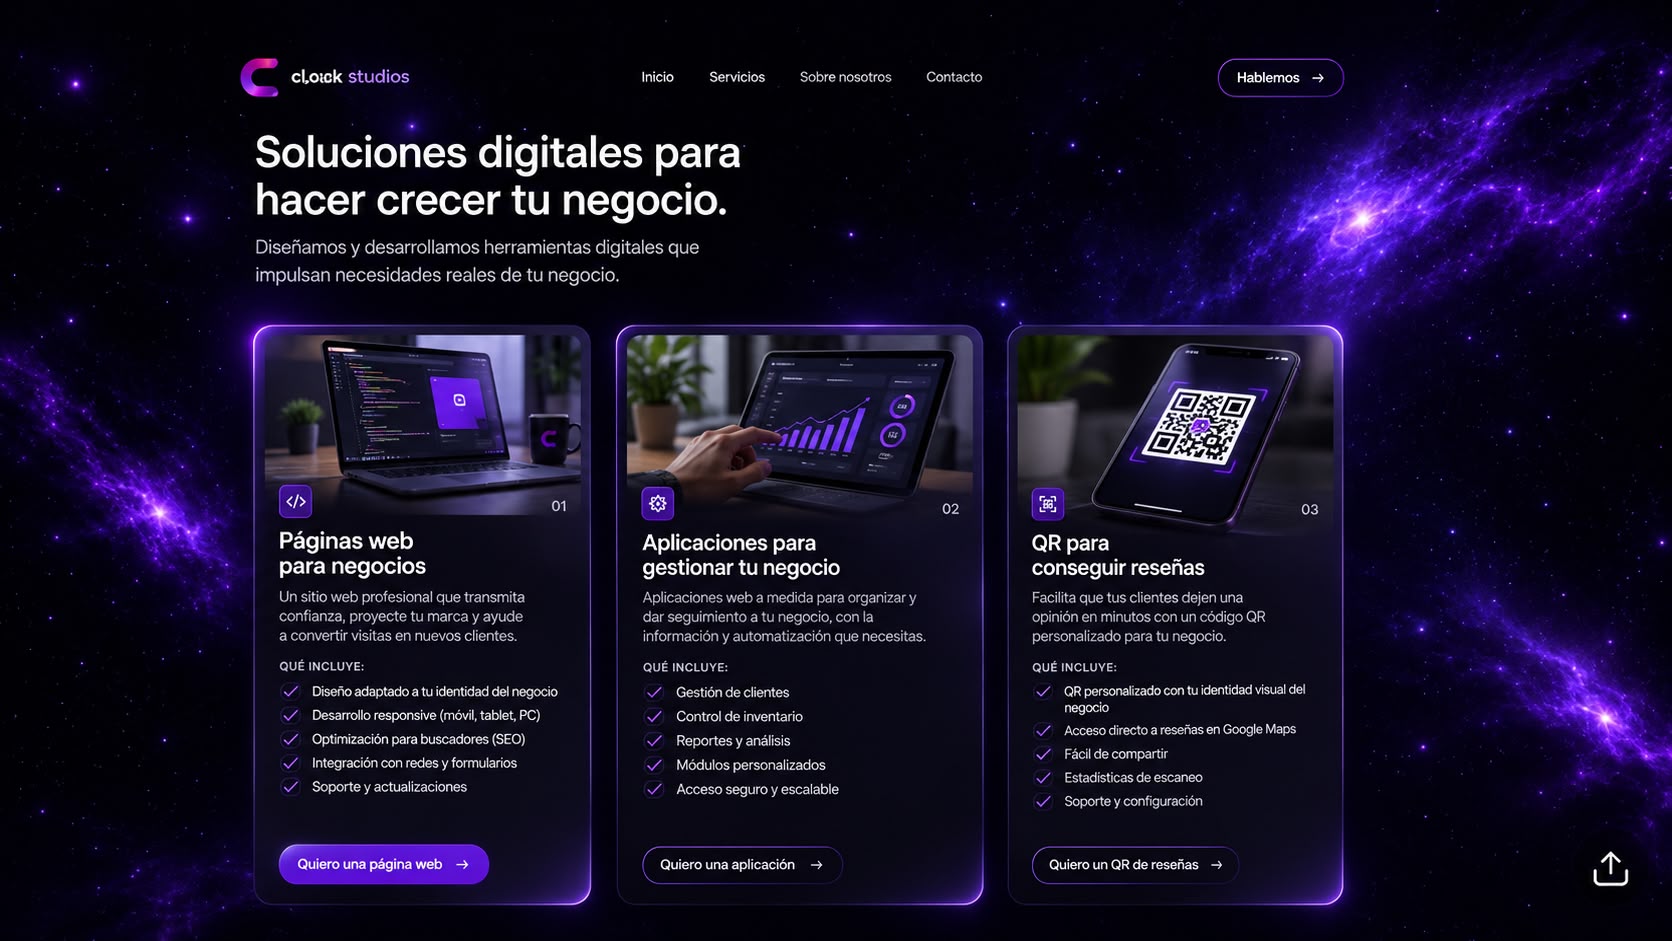 studios
Inicio
Servicios
Sobre nosotros
Contacto
Hablemos
Soluciones digitales para
hacer crecer tu negocio.
Diseñamos y desarrollamos herramientas digitales que
impulsan necesidades reales de tu negocio.
01
Páginas web
para negocios
Un sitio web profesional que transmita
confianza, proyecte tu marca y ayude
a convertir visitas en nuevos clientes.
QUÉ INCLUYE:
Diseño adaptado a tu identidad del negocio
Desarrollo responsive (móvil, tablet, PC)
Optimización para buscadores (SEO)
Integración con redes y formularios
Soporte y actualizaciones
Quiero una página web
02
Aplicaciones para
gestionar tu negocio
Aplicaciones web a medida para organizar y
dar seguimiento a tu negocio, con la
información y automatización que necesitas.
QUÉ INCLUYE:
Gestión de clientes
Control de inventario
Reportes y análisis
Módulos personalizados
Acceso seguro y escalable
Quiero una aplicación
03
QR para
conseguir reseñas
Facilita que tus clientes dejen una
opinión en minutos con un código QR
personalizado para tu negocio.
QUÉ INCLUYE:
QR personalizado con tu identidad visual del
negocio
Acceso directo a reseñas en Google Maps
Fácil de compartir
Estadísticas de escaneo
Soporte y configuración
Quiero un QR de reseñas